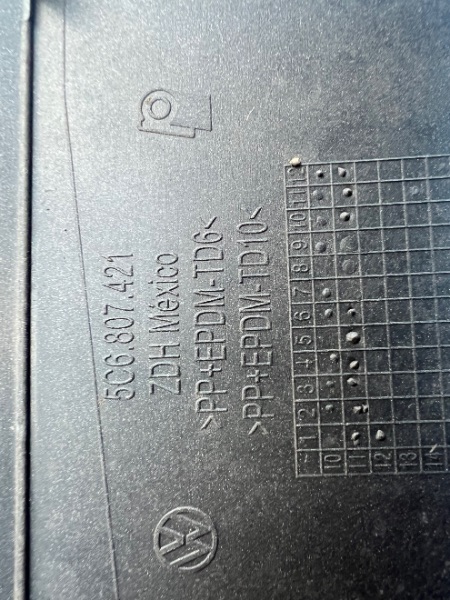 5C6.807.421
ZDH México
>PP+EPDM-TD6<
>PP+EPDM-TD10<
1 2 3 4 5 6 7 8 9 10 11 12
10
11
12
13
14